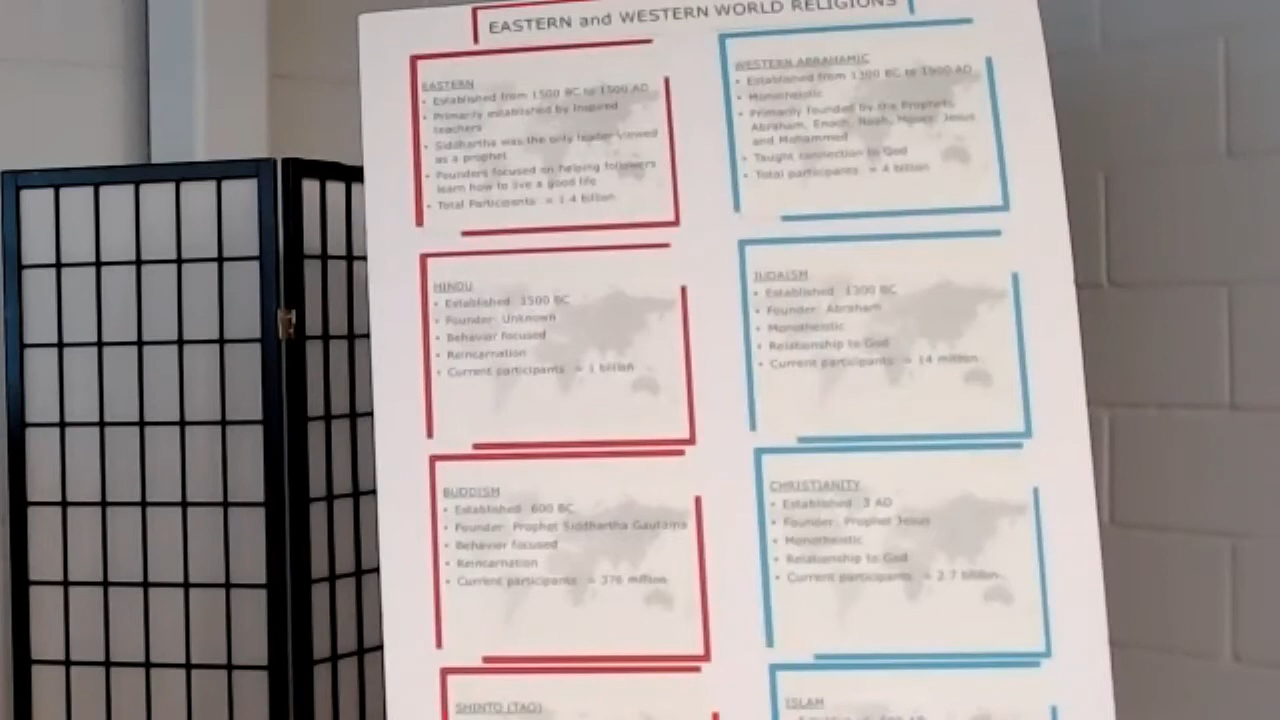 EASTERN and WESTERN WORLD RELIGIONS
EASTERN
• Established from 1500 BC to 1500 AD
• Primarily established by Inspired
teachers
• Siddhartha was the only leader viewed
as a prophet
• Founders focused on helping followers
learn how to live a good life
• Total Participants: ≈ 1.4 billion
HINDU
• Established: 1500 BC
• Founder: Unknown
• Behavior focused
• Reincarnation
• Current participants: ≈ 1 billion
BUDDISM
• Established: 600 BC
• Founder: Prophet Siddhartha Gautama
• Behavior focused
• Reincarnation
• Current participants: ≈ 376 million
SHINTO (TAO)
WESTERN ABRAHAMIC
• Established from 1300 BC to 1900 AD
• Monotheistic
• Primarily founded by the Prophets
Abraham, Enoch, Noah, Moses, Jesus
and Mohammed
• Taught connection to God
• Total participants: ≈ 4 billion
JUDAISM
• Established: 1300 BC
• Founder: Abraham
• Monotheistic
• Relationship to God
• Current participants: ≈ 14 million
CHRISTIANITY
• Established: 3 AD
• Founder: Prophet Jesus
• Monotheistic
• Relationship to God
• Current participants: ≈ 2.7 billion
ISLAM